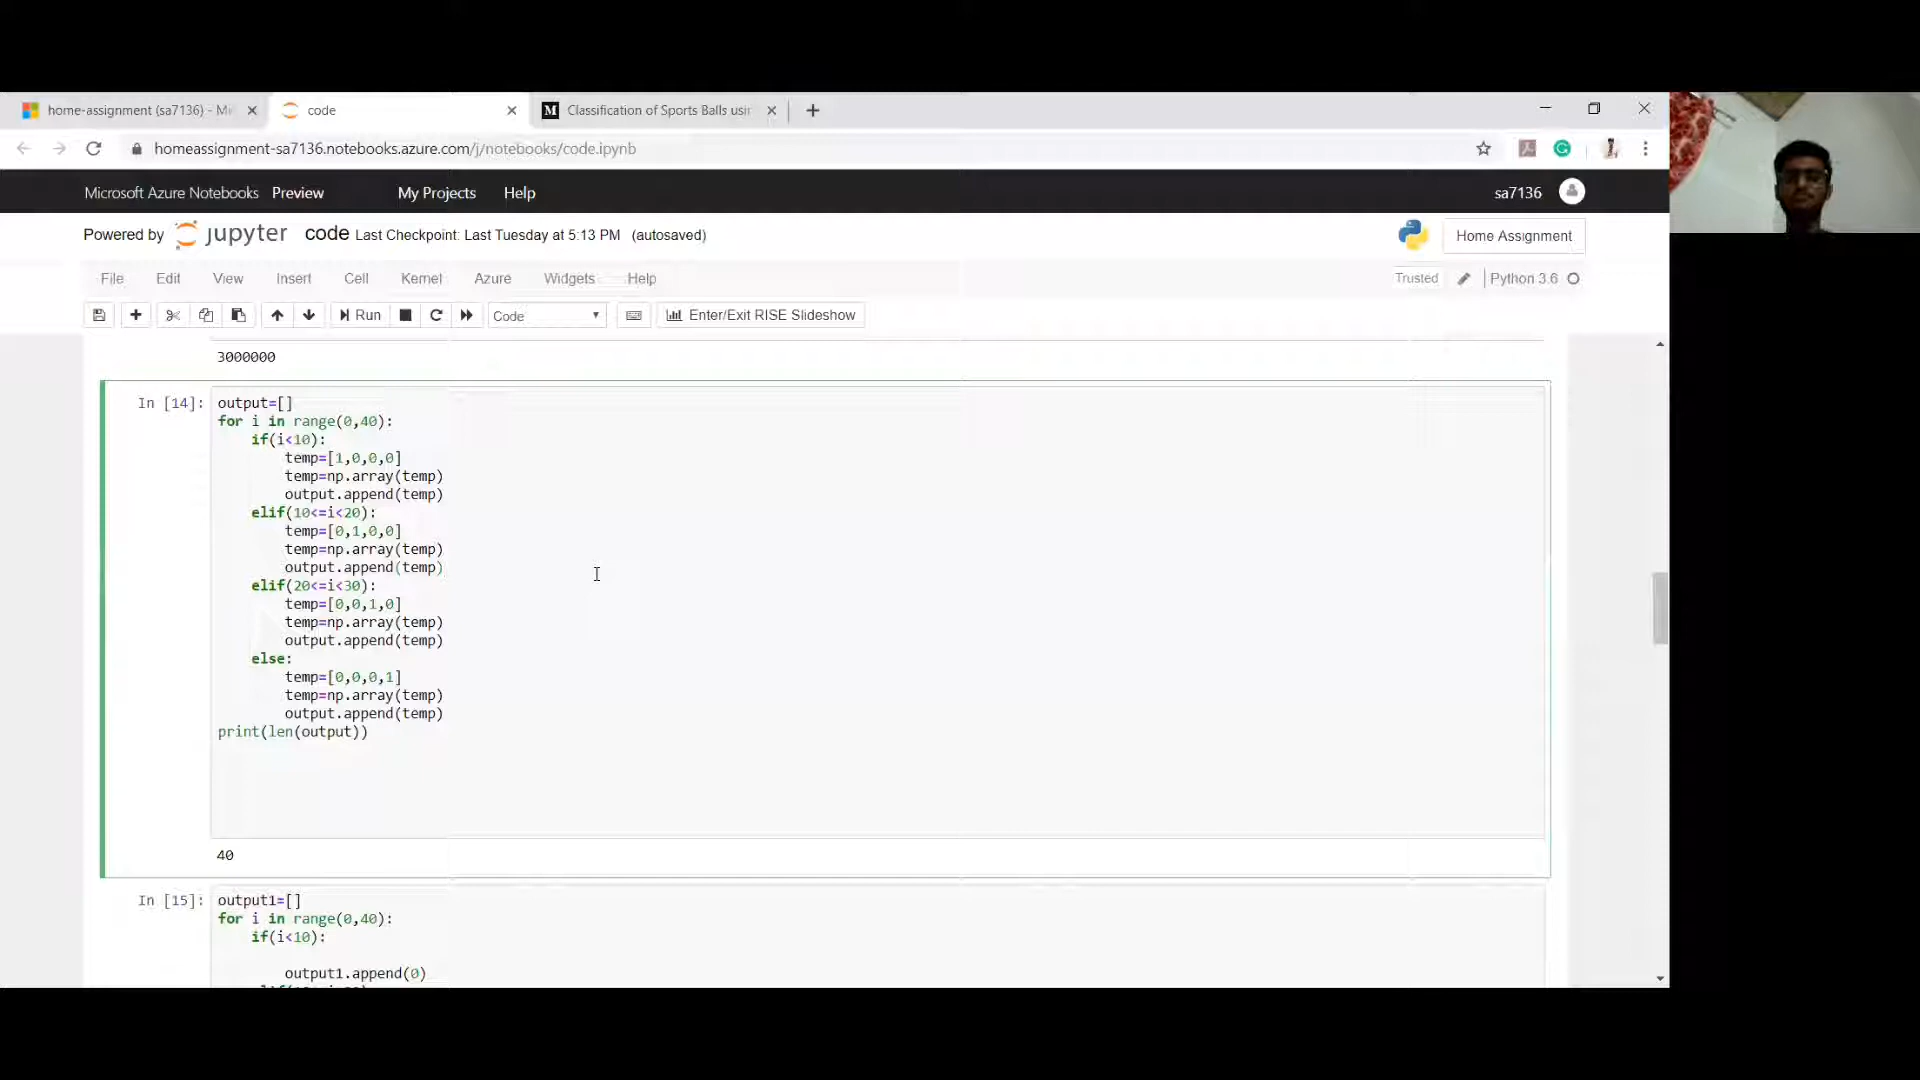 home-assignment (sa7136) - Mi
code
M
Classification of Sports Balls usin
homeassignment-sa7136.notebooks.azure.com/j/notebooks/code.ipynb
Microsoft Azure Notebooks Preview My Projects Help sa7136
Powered by jupyter code Last Checkpoint: Last Tuesday at 5:13 PM (autosaved) Home Assignment
File Edit View Insert Cell Kernel Azure Widgets Help Trusted Python 3.6
Run Code Enter/Exit RISE Slideshow
3000000
In [14]: output=[]
for i in range(0,40):
if(i<10):
temp=[1,0,0,0]
temp=np.array(temp)
output.append(temp)
elif(10<=i<20):
temp=[0,1,0,0]
temp=np.array(temp)
output.append(temp)
elif(20<=i<30):
temp=[0,0,1,0]
temp=np.array(temp)
output.append(temp)
else:
temp=[0,0,0,1]
temp=np.array(temp)
output.append(temp)
print(len(output))
40
In [15]: output1=[]
for i in range(0,40):
if(i<10):
output1.append(0)